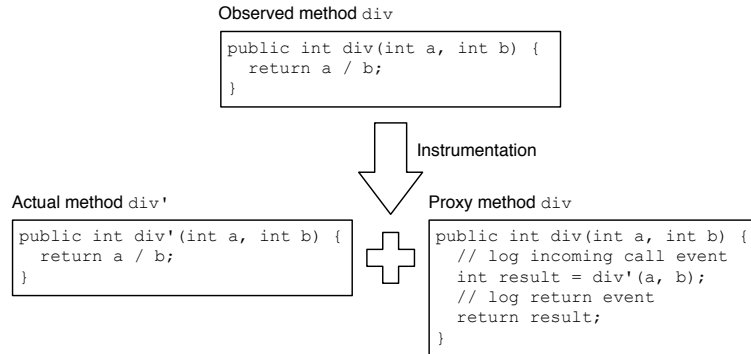 Observed method div
public int div(int a, int b) {
  return a / b;
}
Instrumentation
Actual method div'
public int div'(int a, int b) {
  return a / b;
}
Proxy method div
public int div(int a, int b) {
  // log incoming call event
  int result = div'(a, b);
  // log return event
  return result;
}